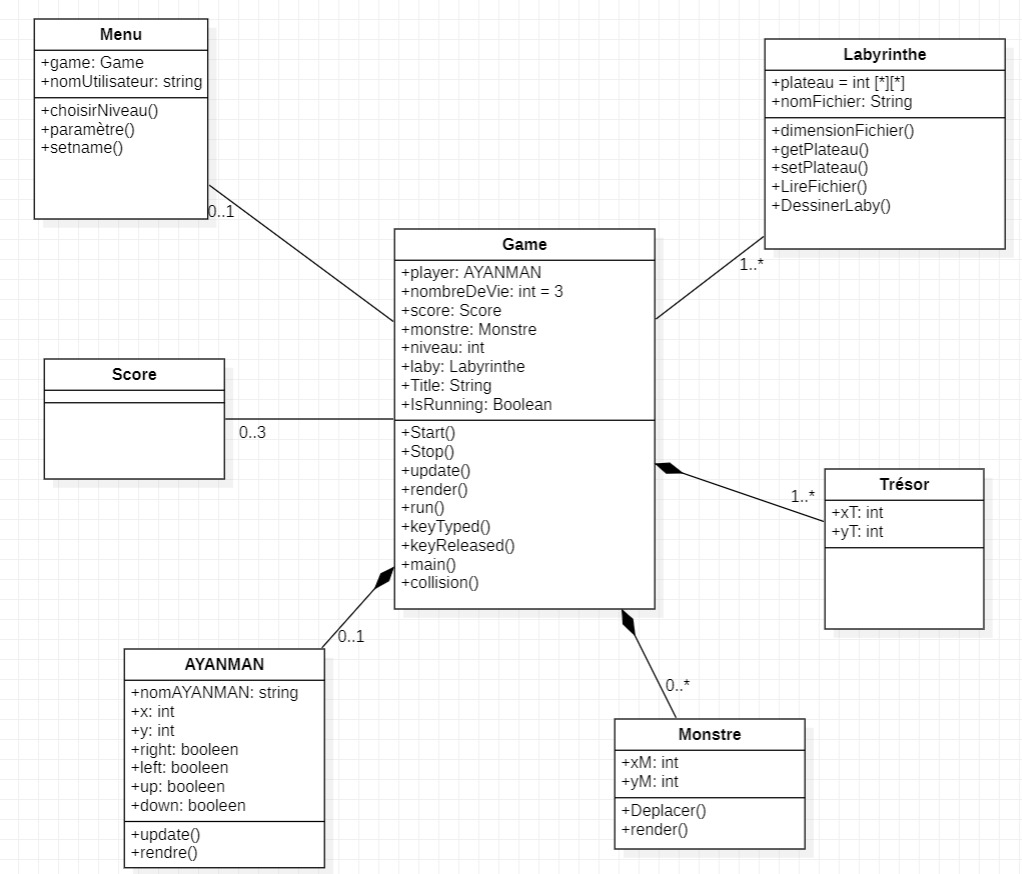 Menu
+game: Game
+nomUtilisateur: string
+choisirNiveau()
+paramètre()
+setname()
0..1
Labyrinthe
+plateau = int [*][*]
+nomFichier: String
+dimensionFichier()
+getPlateau()
+setPlateau()
+LireFichier()
+DessinerLaby()
1..*
Game
+player: AYANMAN
+nombreDeVie: int = 3
+score: Score
+monstre: Monstre
+niveau: int
+laby: Labyrinthe
+Title: String
+IsRunning: Boolean
+Start()
+Stop()
+update()
+render()
+run()
+keyTyped()
+keyReleased()
+main()
+collision()
Score
0..3
Trésor
+xT: int
+yT: int
1..*
0..1
AYANMAN
+nomAYANMAN: string
+x: int
+y: int
+right: booleen
+left: booleen
+up: booleen
+down: booleen
+update()
+rendre()
0..*
Monstre
+xM: int
+yM: int
+Deplacer()
+render()